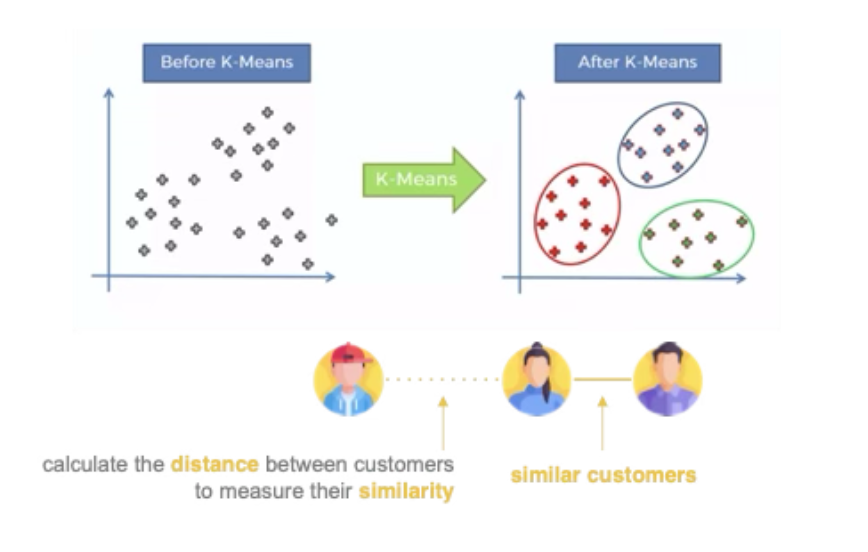 Before K-Means
After K-Means
K-Means
calculate the distance between customers
to measure their similarity
similar customers